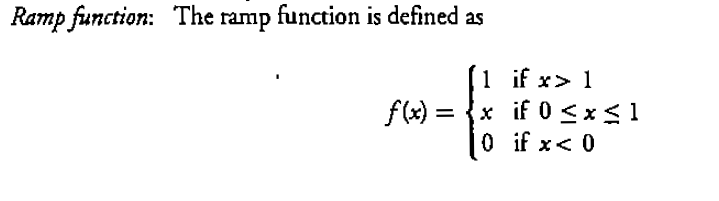 Ramp function: The ramp function is defined as
1 if x > 1
f(x) = { x if 0 ≤ x ≤ 1
0 if x < 0